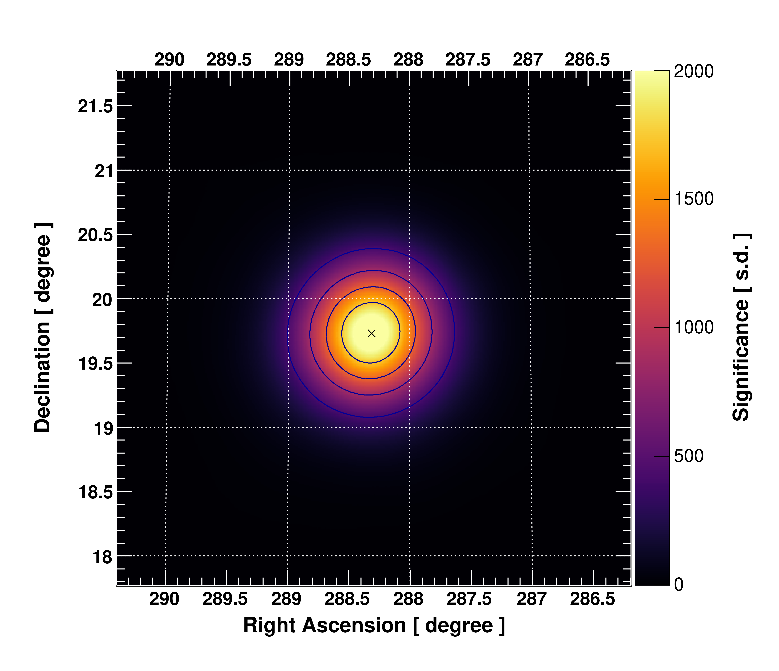 290 289.5 289 288.5 288 287.5 287 286.5
2000
21.5
21
1500
20.5
20
1000
19.5
19
500
18.5
18
0
290 289.5 289 288.5 288 287.5 287 286.5
Right Ascension [ degree ]
Declination [ degree ]
Significance [ s.d. ]